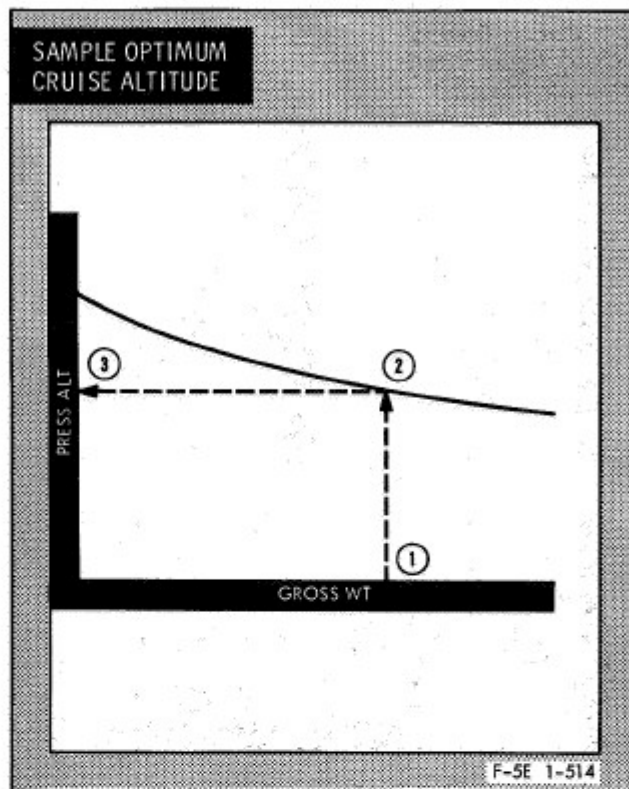 SAMPLE OPTIMUM
CRUISE ALTITUDE
PRESS ALT
3
2
1
GROSS WT
F-5E 1-514